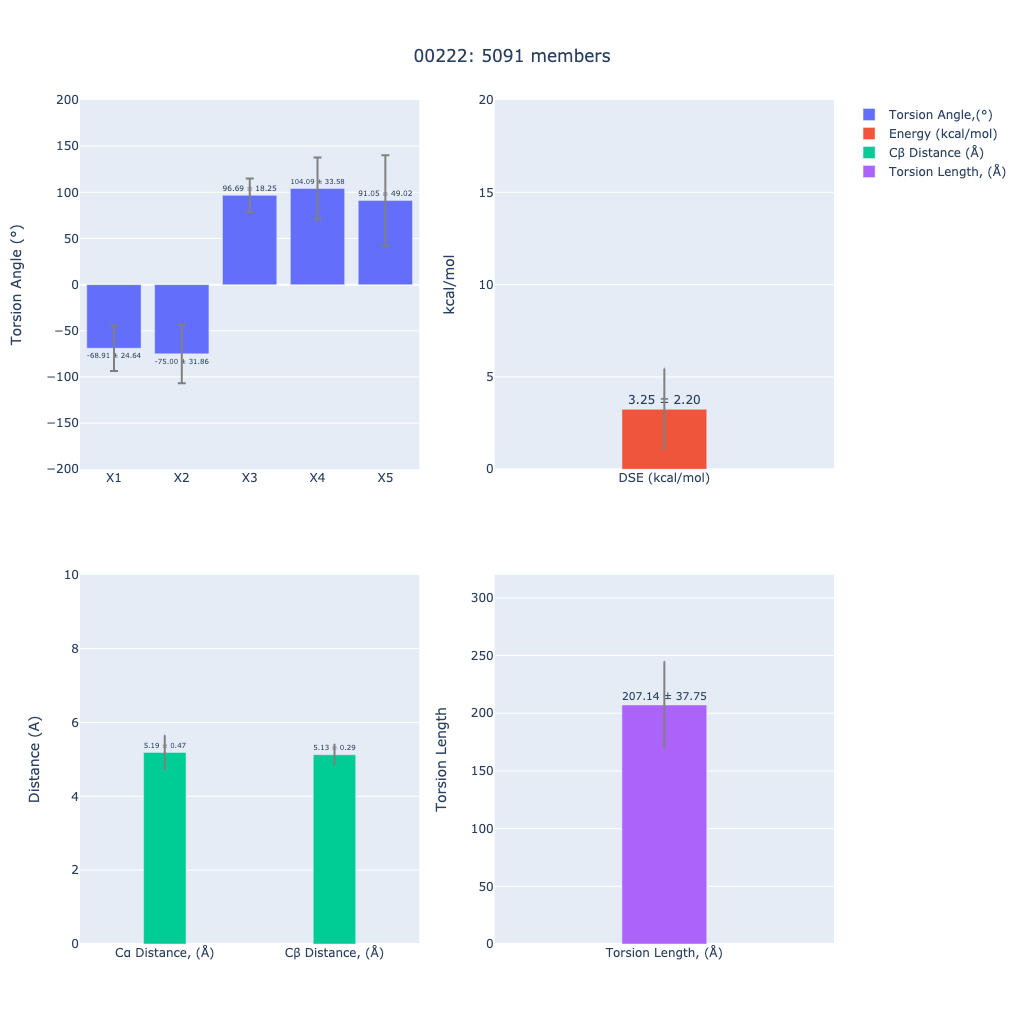 00222: 5091 members
200
150
100
50
0
−50
−100
−150
−200
Torsion Angle (°)
-68.91 ± 24.64
-75.00 ± 31.86
96.69 ± 18.25
104.09 ± 33.58
91.05 ± 49.02
X1 X2 X3 X4 X5
20
15
10
5
0
kcal/mol
3.25 ± 2.20
DSE (kcal/mol)
Torsion Angle,(°)
Energy (kcal/mol)
Cβ Distance (Å)
Torsion Length, (Å)
10
8
6
4
2
0
Distance (A)
5.19 ± 0.47
5.13 ± 0.29
Cα Distance, (Å) Cβ Distance, (Å)
300
250
200
150
100
50
0
Torsion Length
207.14 ± 37.75
Torsion Length, (Å)